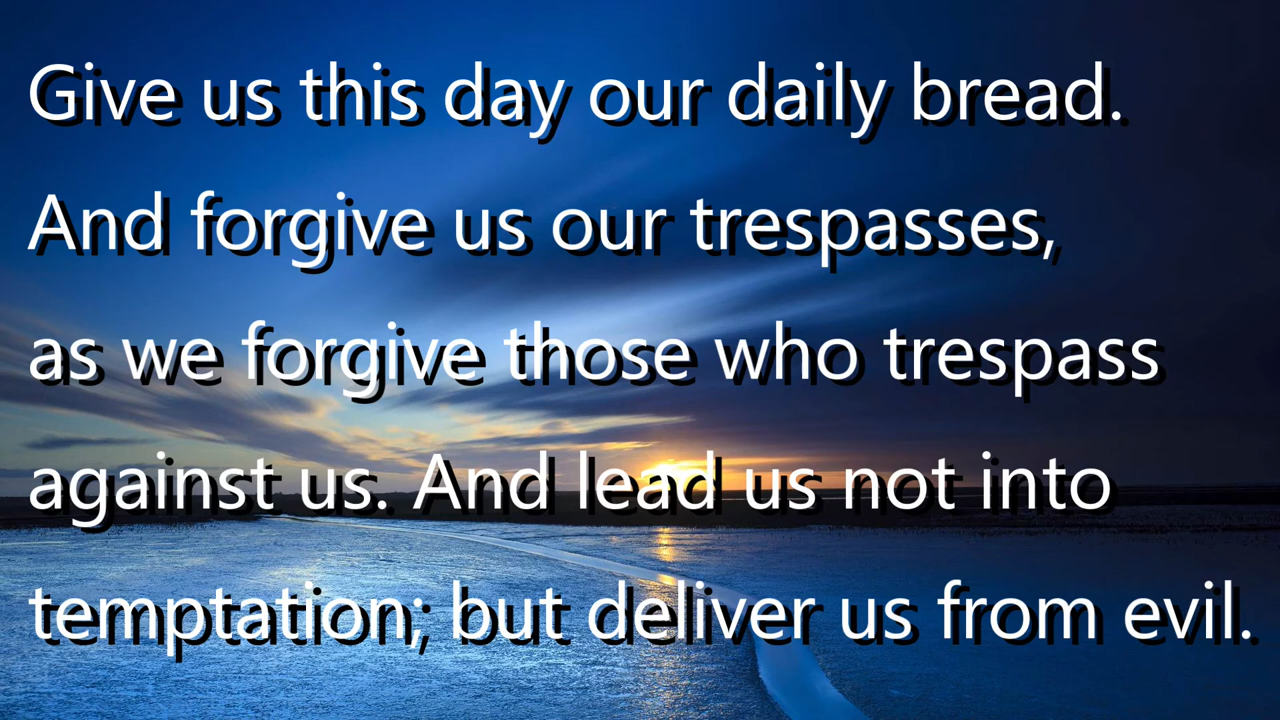 Give us this day our daily bread.
And forgive us our trespasses,
as we forgive those who trespass
against us. And lead us not into
temptation; but deliver us from evil.